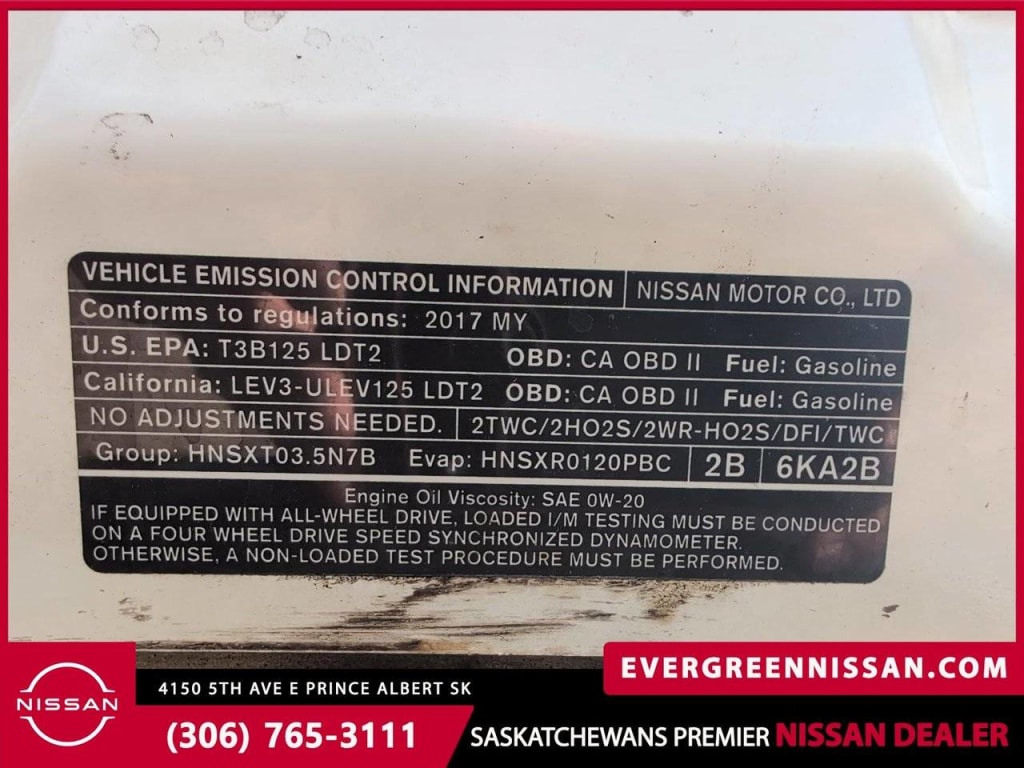 VEHICLE EMISSION CONTROL INFORMATION NISSAN MOTOR CO., LTD
Conforms to regulations: 2017 MY
U.S. EPA: T3B125 LDT2 OBD: CA OBD II Fuel: Gasoline
California: LEV3-ULEV125 LDT2 OBD: CA OBD II Fuel: Gasoline
NO ADJUSTMENTS NEEDED. 2TWC/2HO2S/2WR-HO2S/DFI/TWC
Group: HNSXT03.5N7B Evap: HNSXR0120PBC 2B 6KA2B
Engine Oil Viscosity: SAE 0W-20
IF EQUIPPED WITH ALL-WHEEL DRIVE, LOADED I/M TESTING MUST BE CONDUCTED
ON A FOUR WHEEL DRIVE SPEED SYNCHRONIZED DYNAMOMETER.
OTHERWISE, A NON-LOADED TEST PROCEDURE MUST BE PERFORMED.
EVERGREENNISSAN.COM
NISSAN
4150 5TH AVE E PRINCE ALBERT SK
(306) 765-3111
SASKATCHEWANS PREMIER NISSAN DEALER